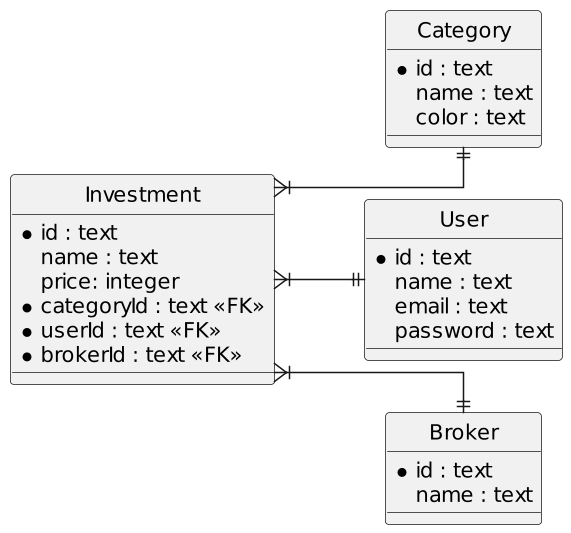 Category
* id : text
name : text
color : text
Investment
* id : text
name : text
price: integer
* categoryId : text «FK»
* userId : text «FK»
* brokerId : text «FK»
User
* id : text
name : text
email : text
password : text
Broker
* id : text
name : text